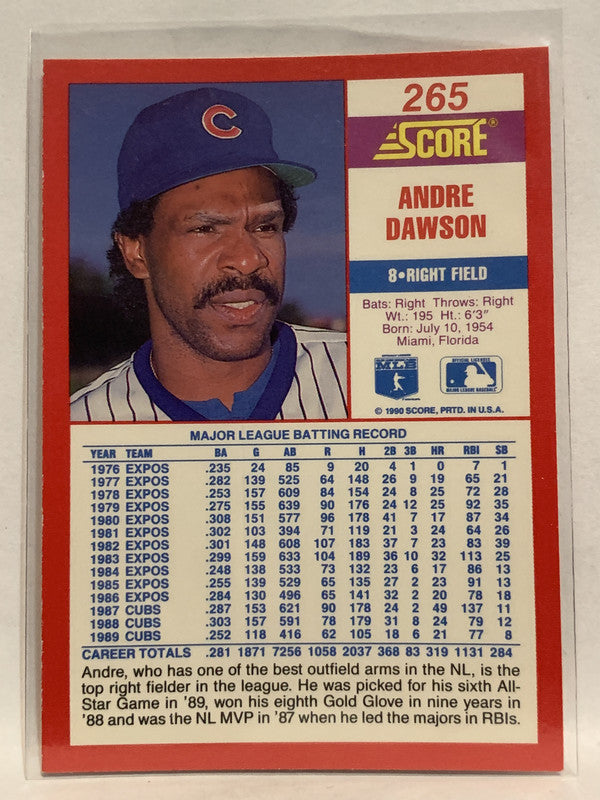 C
265
SCORE®
ANDRE
DAWSON
8•RIGHT FIELD
Bats: Right Throws: Right
Wt.: 195 Ht.: 6'3"
Born: July 10, 1954
Miami, Florida
MLB
OFFICIAL LICENSEE
MAJOR LEAGUE BASEBALL
© 1990 SCORE, PRTD. IN U.S.A.
MAJOR LEAGUE BATTING RECORD
YEAR TEAM BA G AB R H 2B 3B HR RBI SB
1976 EXPOS .235 24 85 9 20 4 1 0 7 1
1977 EXPOS .282 139 525 64 148 26 9 19 65 21
1978 EXPOS .253 157 609 84 154 24 8 25 72 28
1979 EXPOS .275 155 639 90 176 24 12 25 92 35
1980 EXPOS .308 151 577 96 178 41 7 17 87 34
1981 EXPOS .302 103 394 71 119 21 3 24 64 26
1982 EXPOS .301 148 608 107 183 37 7 23 83 39
1983 EXPOS .299 159 633 104 189 36 10 32 113 25
1984 EXPOS .248 138 533 73 132 23 6 17 86 13
1985 EXPOS .255 139 529 65 135 27 2 23 91 13
1986 EXPOS .284 130 496 65 141 32 2 20 78 18
1987 CUBS .287 153 621 90 178 24 2 49 137 11
1988 CUBS .303 157 591 78 179 31 8 24 79 12
1989 CUBS .252 118 416 62 105 18 6 21 77 8
CAREER TOTALS .281 1871 7256 1058 2037 368 83 319 1131 284
Andre, who has one of the best outfield arms in the NL, is the
top right fielder in the league. He was picked for his sixth All-
Star Game in '89, won his eighth Gold Glove in nine years in
'88 and was the NL MVP in '87 when he led the majors in RBIs.